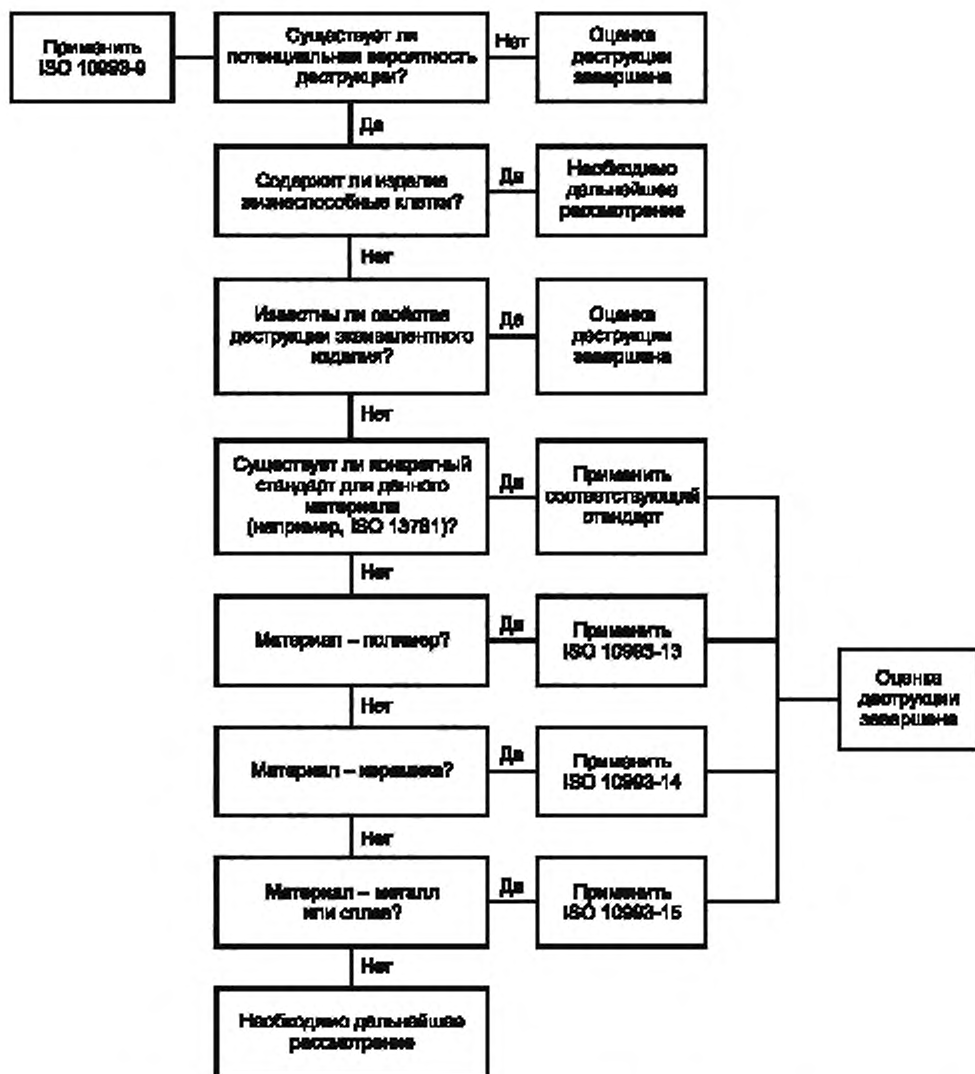 Применить
ISO 10993-9
Существует ли
потенциальная вероятность
деструкции?
Нет
Оценка
деструкции
завершена
Да
Содержит ли изделие
жизнеспособные клетки?
Да
Необходимо
дальнейшее
рассмотрение
Нет
Известны ли свойства
деструкции эквивалентного
изделия?
Да
Оценка
деструкции
завершена
Нет
Существует ли конкретный
стандарт для данного
материала
(например, ISO 13781)?
Да
Применить
соответствующий
стандарт
Нет
Материал – полимер?
Да
Применить
ISO 10993-13
Оценка
деструкции
завершена
Нет
Материал – керамика?
Да
Применить
ISO 10993-14
Нет
Материал – металл
или сплав?
Да
Применить
ISO 10993-15
Нет
Необходимо дальнейшее
рассмотрение